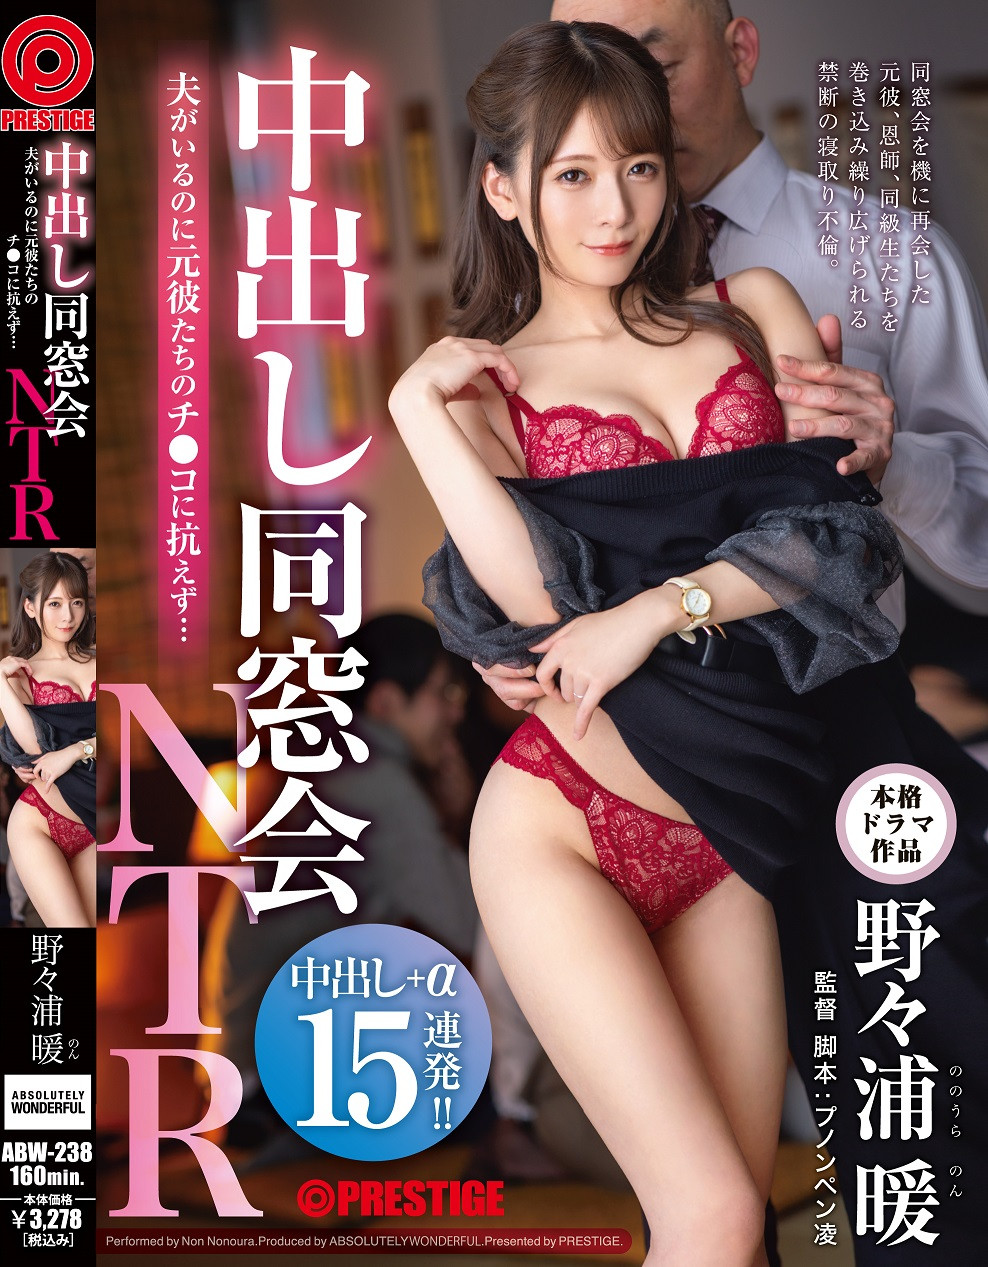 PRESTIGE
中出し同窓会
NTR
夫がいるのに元彼たちの
チ●コに抗えず…
野々浦 暖
のん
ABSOLUTELY
WONDERFUL
ABW-238
160min.
本体価格
¥3,278
[税込み]
中出し同窓会
NTR
夫がいるのに元彼たちのチ●コに抗えず…
同窓会を機に再会した
元彼、恩師、同級生たちを
巻き込み繰り広げられる
禁断の寝取り不倫。
本格
ドラマ
作品
野々浦 暖
ののうら のん
監督 脚本:プノンペン凌
中出し+α
15連発!!
PRESTIGE
Performed by Non Nonoura.Produced by ABSOLUTELYWONDERFUL.Presented by PRESTIGE.